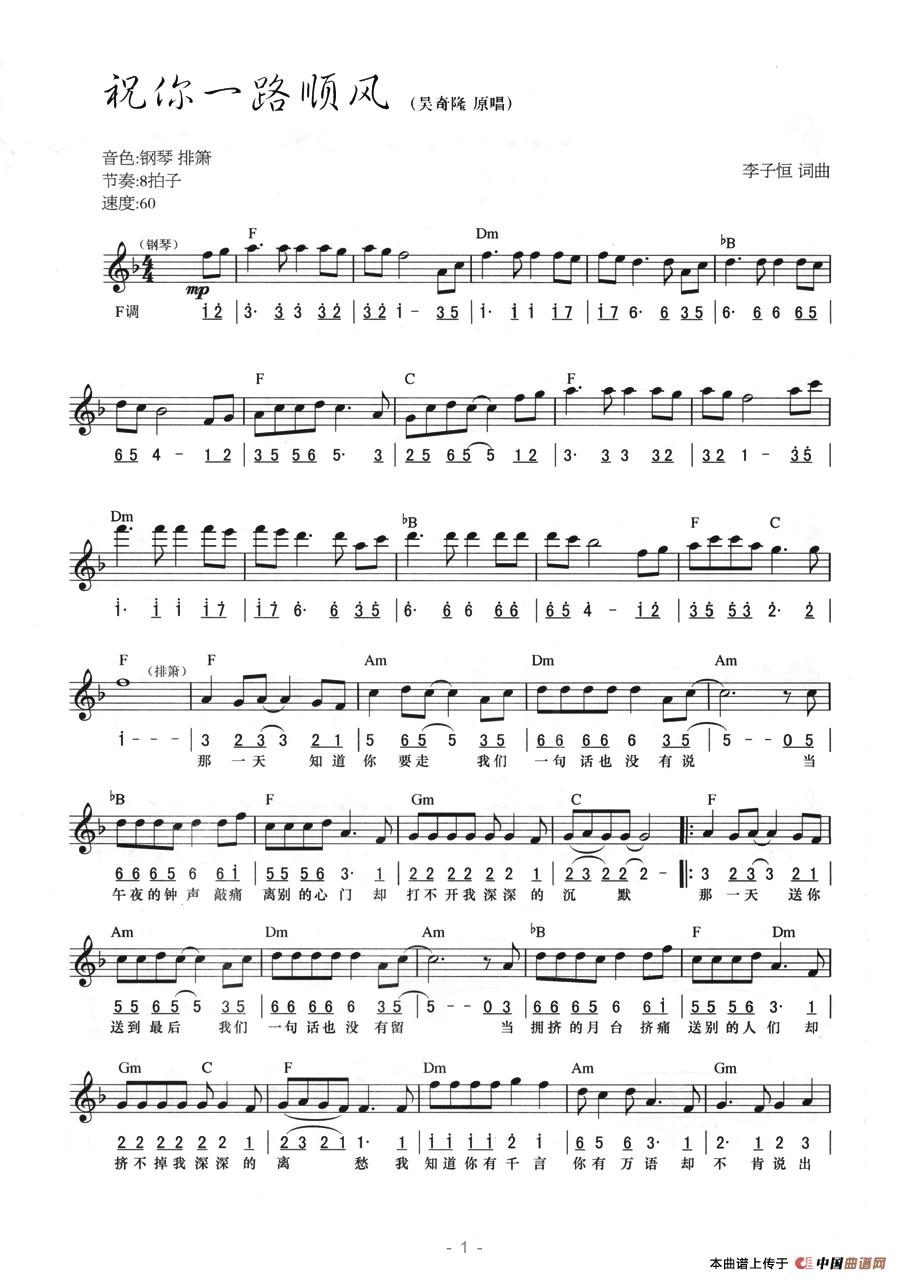 祝你一路顺风 (吴奇隆 原唱)
音色:钢琴 排箫
节奏:8拍子
速度:60
李子恒 词曲
(钢琴) F Dm ♭B
mp
F调 1 2 | 3· 3 3 3 2 | 3 2 1 - 3 5 | 1· 1 1 1 7 | 1 7 6· 6 3 5 | 6· 6 6 6 5 |
F C F
6 5 4 - 1 2 | 3 5 5 6 5· 3 | 2 5 6 5 5 1 2 | 3· 3 3 3 2 | 3 2 1 - 3 5 |
Dm ♭B F C
1· 1 1 1 7 | 1 7 6· 6 3 5 | 6· 6 6 6 6 | 6 5 4 - 1 2 | 3 5 5 3 2· 2 |
F (排箫) F Am Dm Am
1 - - - | 3 2 3 3 2 1 | 5 6 5 5 3 5 | 6 6 6 6 6 3 5 | 5 - - 0 5 |
那一天 知道你 要走 我们一句话也没有说 当
♭B F Gm C F
6 6 6 5 6 6 1 | 5 5 5 6 3· 1 | 2 2 2 2 2 1 | 2 3 2 2 2 - ‖: 3 2 3 3 2 1 |
午夜的钟声敲痛离别的心门却打不开我深深的沉默 那一天送你
Am Dm Am ♭B F Dm
5 5 6 5 5 3 5 | 6 6 6 6 6 3 5 | 5 - - 0 3 | 6 6 6 5 6 6 1 | 5 5 5 6 3· 1 |
送到最后 我们一句话也没有留 当拥挤的月台挤痛送别的人们却
Gm C F Dm Am Gm
2 2 2 2 2 2 1 | 2 3 2 1 1· 1 | 1 1 1 1 2 1 | 6 5 6 3· 1 | 2· 1 2 3 |
挤不掉我深深的离 愁我知道你有千言你有万语却不肯说出
- 1 -
本曲谱上传于 中国曲谱网